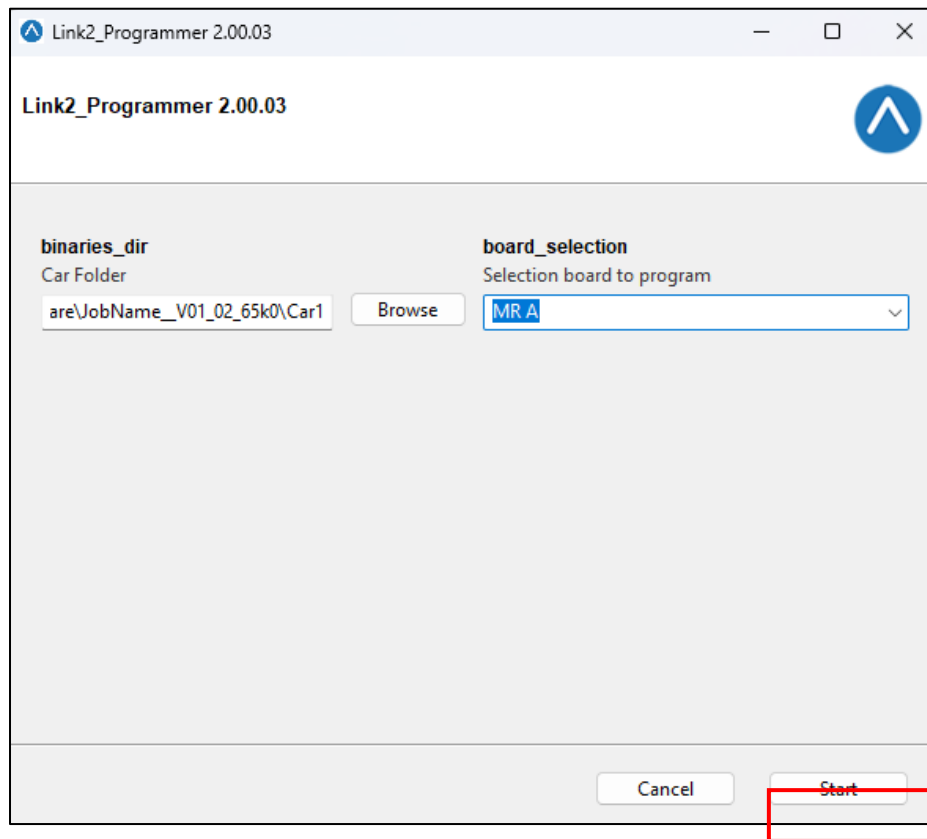 Link2_Programmer 2.00.03
Link2_Programmer 2.00.03
binaries_dir
Car Folder
are\JobName__V01_02_65k0\Car1
Browse
board_selection
Selection board to program
MR A
Cancel
Start